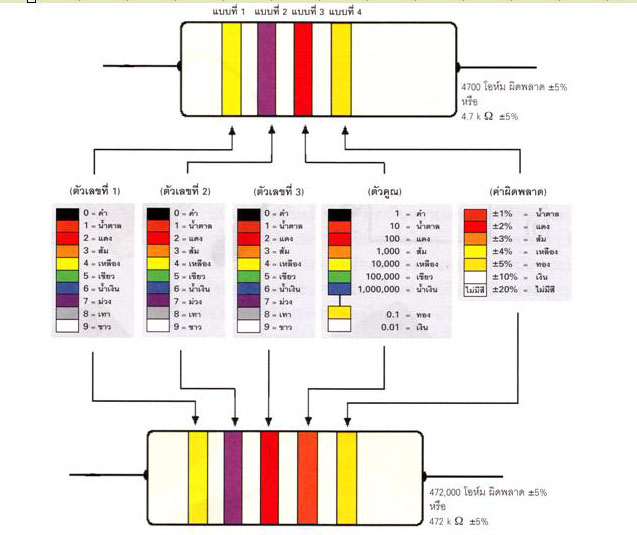 แบบที่ 1 แบบที่ 2 แบบที่ 3 แบบที่ 4
4700 โอห์ม ผิดพลาด ±5%
หรือ
4.7 k Ω ±5%
(ตัวเลขที่ 1) (ตัวเลขที่ 2) (ตัวเลขที่ 3) (ตัวคูณ) (ค่าผิดพลาด)
0 = ดำ
1 = น้ำตาล
2 = แดง
3 = ส้ม
4 = เหลือง
5 = เขียว
6 = น้ำเงิน
7 = ม่วง
8 = เทา
9 = ขาว
0 = ดำ
1 = น้ำตาล
2 = แดง
3 = ส้ม
4 = เหลือง
5 = เขียว
6 = น้ำเงิน
7 = ม่วง
8 = เทา
9 = ขาว
0 = ดำ
1 = น้ำตาล
2 = แดง
3 = ส้ม
4 = เหลือง
5 = เขียว
6 = น้ำเงิน
7 = ม่วง
8 = เทา
9 = ขาว
1 = ดำ
10 = น้ำตาล
100 = แดง
1,000 = ส้ม
10,000 = เหลือง
100,000 = เขียว
1,000,000 = น้ำเงิน
0.1 = ทอง
0.01 = เงิน
±1% = น้ำตาล
±2% = แดง
±3% = ส้ม
±4% = เหลือง
±5% = ทอง
±10% = เงิน
ไม่มีสี ±20% = ไม่มีสี
472,000 โอห์ม ผิดพลาด ±5%
หรือ
472 k Ω ±5%